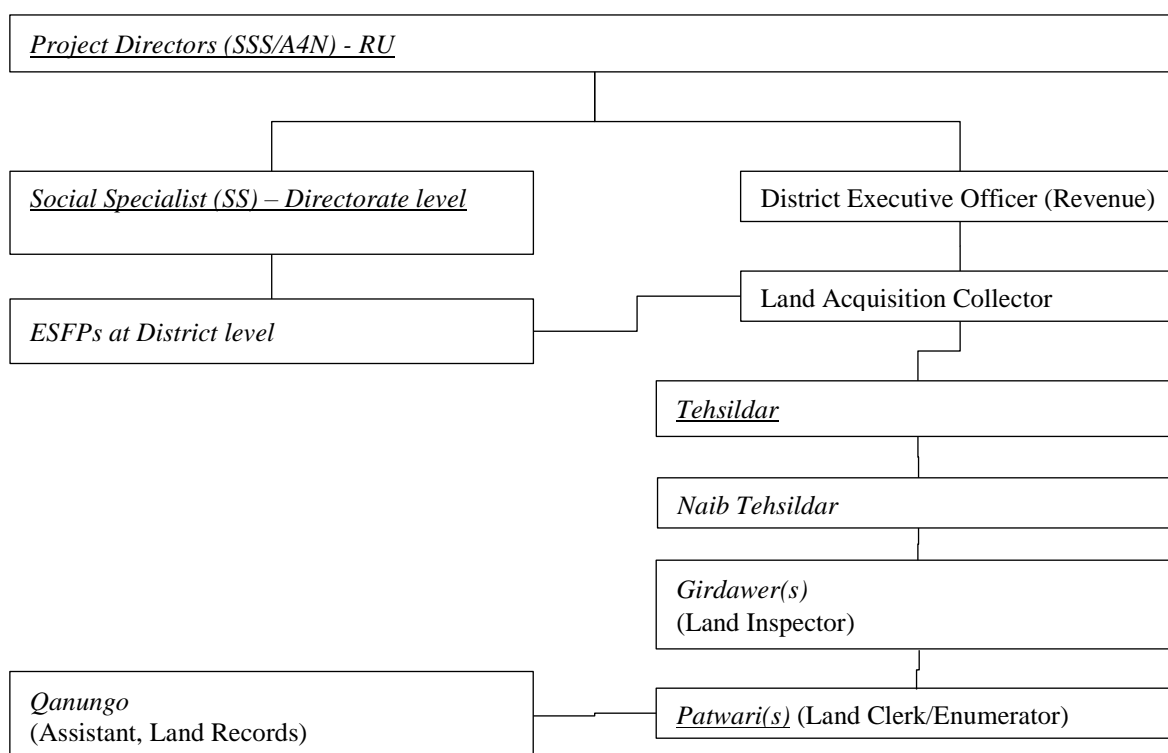 Project Directors (SSS/A4N) - RU
Social Specialist (SS) – Directorate level
District Executive Officer (Revenue)
Land Acquisition Collector
ESFPs at District level
Tehsildar
Naib Tehsildar
Girdawer(s)
(Land Inspector)
Qanungo
(Assistant, Land Records)
Patwari(s) (Land Clerk/Enumerator)